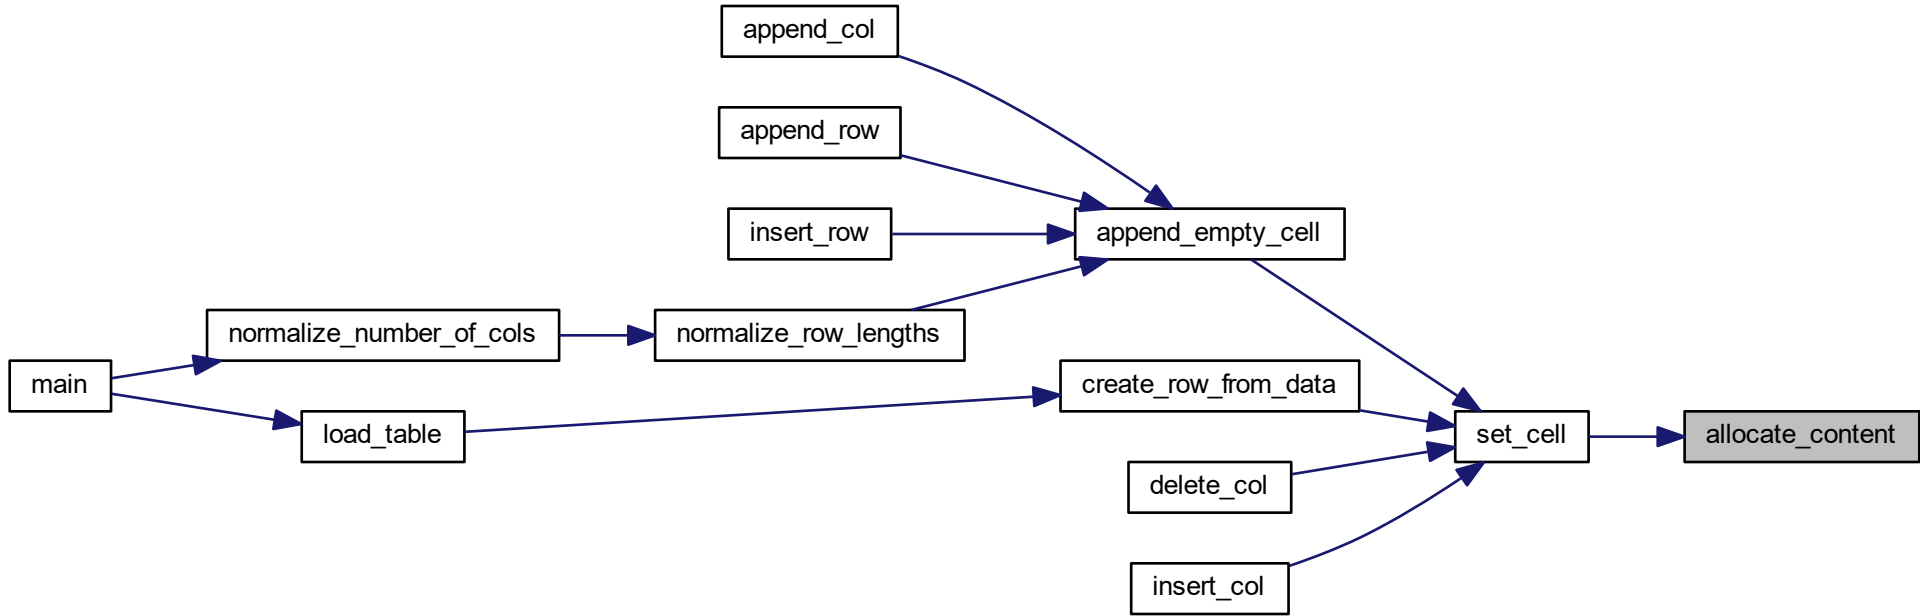 append_col
append_row
insert_row
append_empty_cell
normalize_number_of_cols
normalize_row_lengths
main
create_row_from_data
load_table
set_cell
allocate_content
delete_col
insert_col